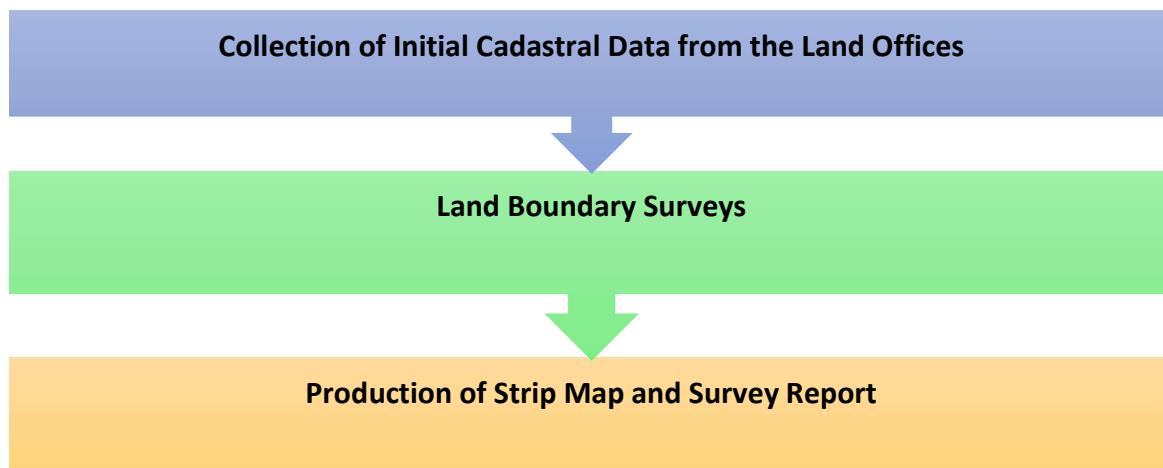 Collection of Initial Cadastral Data from the Land Offices
Land Boundary Surveys
Production of Strip Map and Survey Report